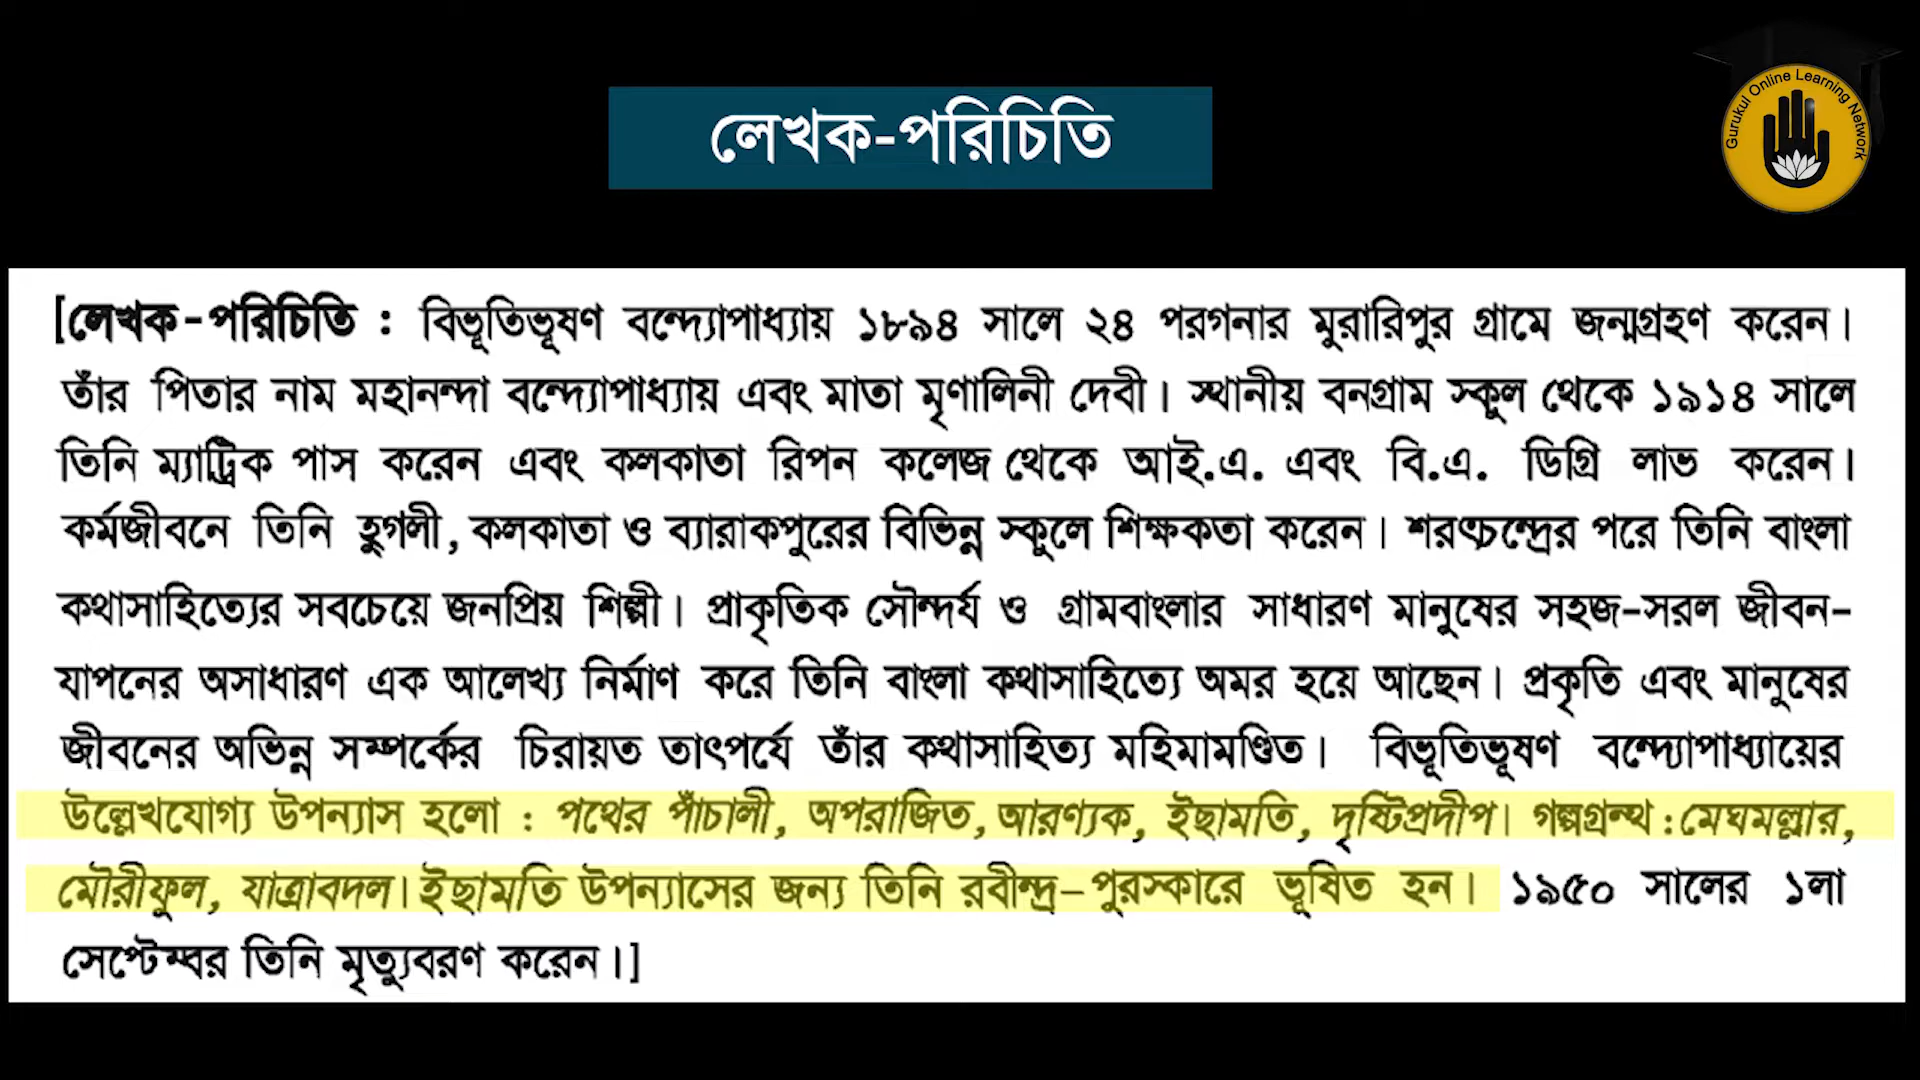 লেখক-পরিচিতি
Gurukul Online Learning Network
[লেখক-পরিচিতি : বিভূতিভূষণ বন্দ্যোপাধ্যায় ১৮৯৪ সালে ২৪ পরগনার মুরারিপুর গ্রামে জন্মগ্রহণ করেন।
তাঁর পিতার নাম মহানন্দা বন্দ্যোপাধ্যায় এবং মাতা মৃণালিনী দেবী। স্থানীয় বনগ্রাম স্কুল থেকে ১৯১৪ সালে
তিনি ম্যাট্রিক পাস করেন এবং কলকাতা রিপন কলেজ থেকে আই.এ. এবং বি.এ. ডিগ্রি লাভ করেন।
কর্মজীবনে তিনি হুগলী, কলকাতা ও ব্যারাকপুরের বিভিন্ন স্কুলে শিক্ষকতা করেন। শরৎচন্দ্রের পরে তিনি বাংলা
কথাসাহিত্যের সবচেয়ে জনপ্রিয় শিল্পী। প্রাকৃতিক সৌন্দর্য ও গ্রামবাংলার সাধারণ মানুষের সহজ-সরল জীবন-
যাপনের অসাধারণ এক আলেখ্য নির্মাণ করে তিনি বাংলা কথাসাহিত্যে অমর হয়ে আছেন। প্রকৃতি এবং মানুষের
জীবনের অভিন্ন সম্পর্কের চিরায়ত তাৎপর্যে তাঁর কথাসাহিত্য মহিমামণ্ডিত। বিভূতিভূষণ বন্দ্যোপাধ্যায়ের
উল্লেখযোগ্য উপন্যাস হলো : পথের পাঁচালী, অপরাজিত, আরণ্যক, ইছামতি, দৃষ্টিপ্রদীপ। গল্পগ্রন্থ : মেঘমল্লার,
মৌরীফুল, যাত্রাবদল। ইছামতি উপন্যাসের জন্য তিনি রবীন্দ্র-পুরস্কারে ভূষিত হন। ১৯৫০ সালের ১লা
সেপ্টেম্বর তিনি মৃত্যুবরণ করেন।]